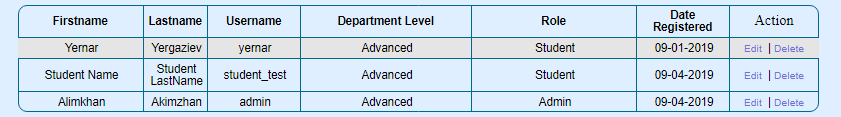 Firstname Lastname Username Department Level Role Date Registered Action
Yernar Yergaziev yernar Advanced Student 09-01-2019 Edit | Delete
Student Name Student LastName student_test Advanced Student 09-04-2019 Edit | Delete
Alimkhan Akimzhan admin Advanced Admin 09-04-2019 Edit | Delete